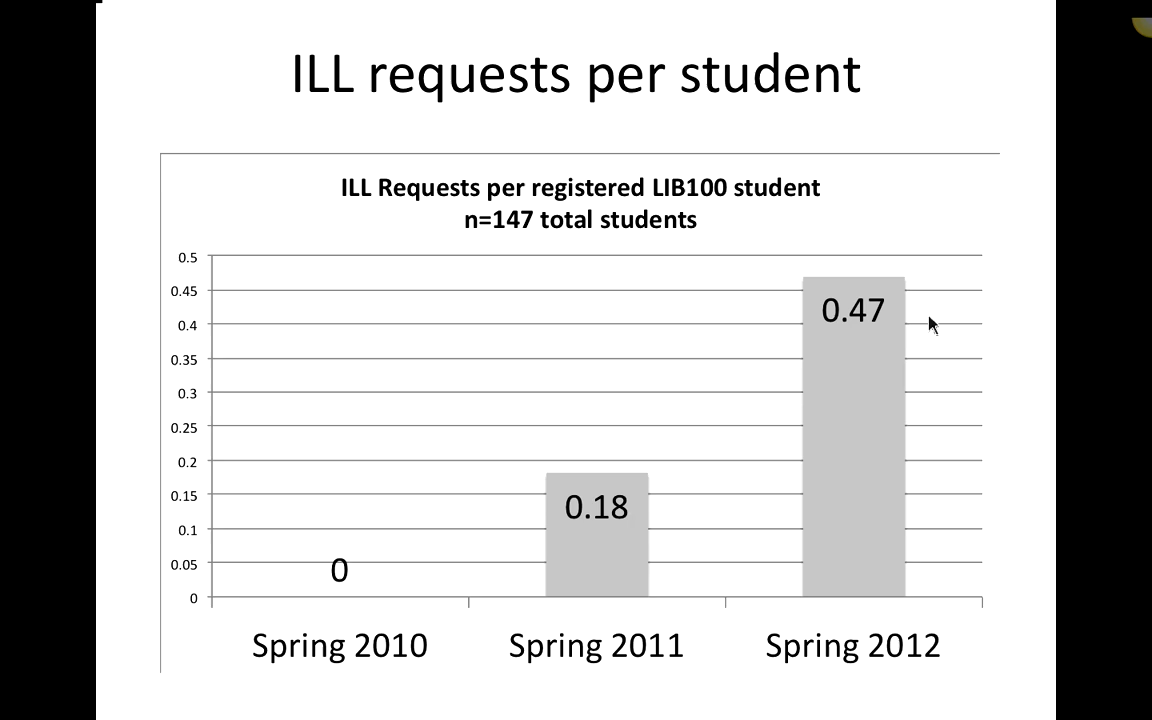 ILL requests per student
ILL Requests per registered LIB100 student
n=147 total students
0.5
0.45
0.4
0.35
0.3
0.25
0.2
0.15
0.1
0.05
0
0
0.18
0.47
Spring 2010
Spring 2011
Spring 2012